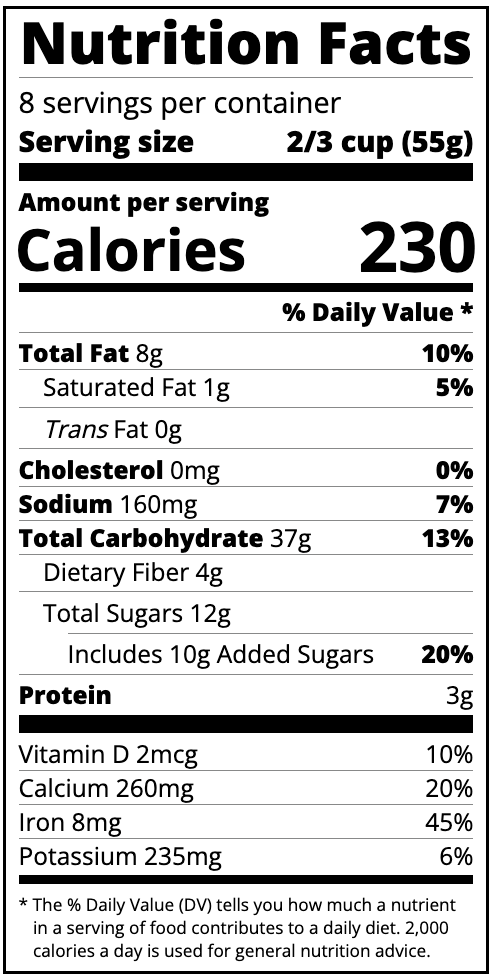 Nutrition Facts
8 servings per container
Serving size 2/3 cup (55g)
Amount per serving
Calories 230
% Daily Value *
Total Fat 8g 10%
Saturated Fat 1g 5%
Trans Fat 0g
Cholesterol 0mg 0%
Sodium 160mg 7%
Total Carbohydrate 37g 13%
Dietary Fiber 4g
Total Sugars 12g
Includes 10g Added Sugars 20%
Protein 3g
Vitamin D 2mcg 10%
Calcium 260mg 20%
Iron 8mg 45%
Potassium 235mg 6%
* The % Daily Value (DV) tells you how much a nutrient
in a serving of food contributes to a daily diet. 2,000
calories a day is used for general nutrition advice.